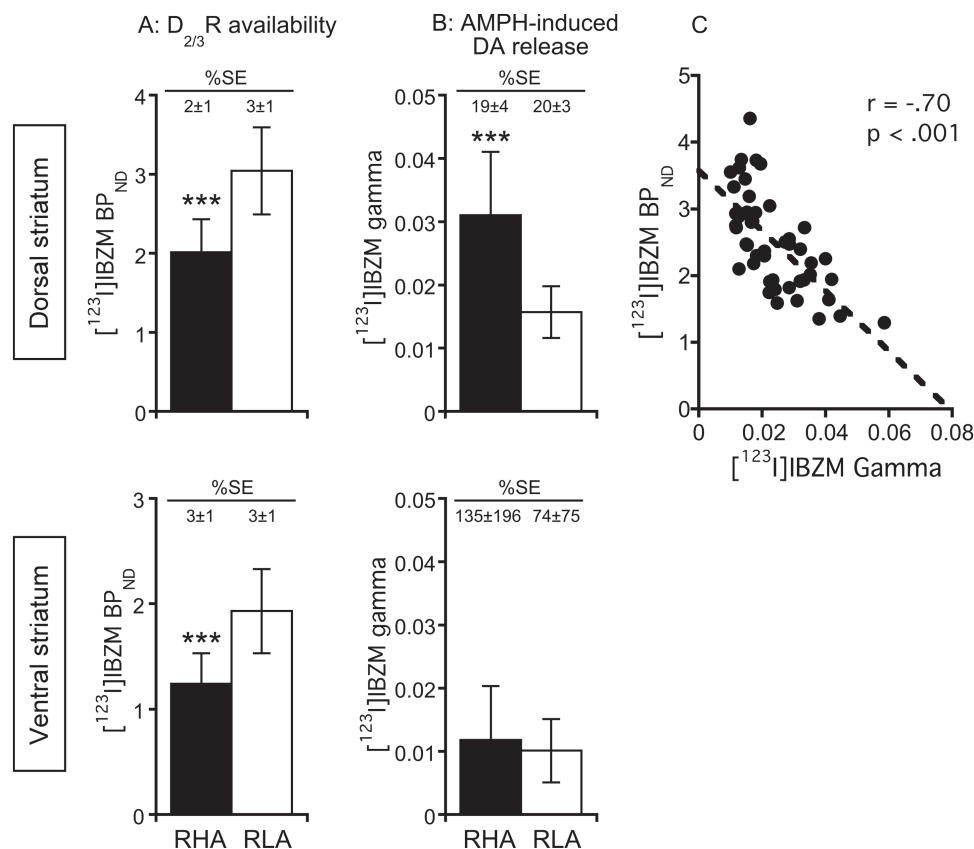 A: D2/3 R availability
B: AMPH-induced
DA release
C
Dorsal striatum
[123I]IBZM BPND
%SE
2±1 3±1
4
3
2
1
0
***
[123I]IBZM gamma
%SE
19±4 20±3
0.05
0.04
0.03
0.02
0.01
0
***
[123I]IBZM BPND
5
4
3
2
1
0
r = -.70
p < .001
0 0.02 0.04 0.06 0.08
[123I]IBZM Gamma
Ventral striatum
[123I]IBZM BPND
%SE
3±1 3±1
3
2
1
0
***
RHA RLA
[123I]IBZM gamma
%SE
135±196 74±75
0.05
0.04
0.03
0.02
0.01
0
RHA RLA